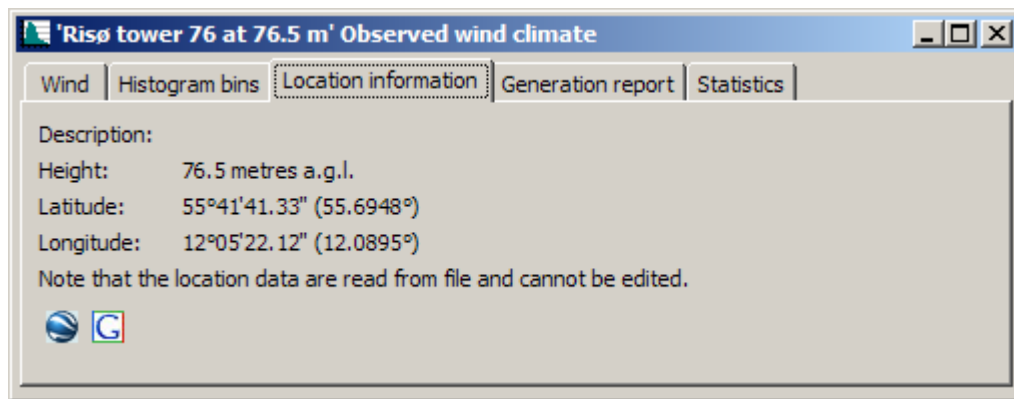 'Risø tower 76 at 76.5 m' Observed wind climate
Wind Histogram bins Location information Generation report Statistics
Description:
Height: 76.5 metres a.g.l.
Latitude: 55°41'41.33" (55.6948°)
Longitude: 12°05'22.12" (12.0895°)
Note that the location data are read from file and cannot be edited.
G